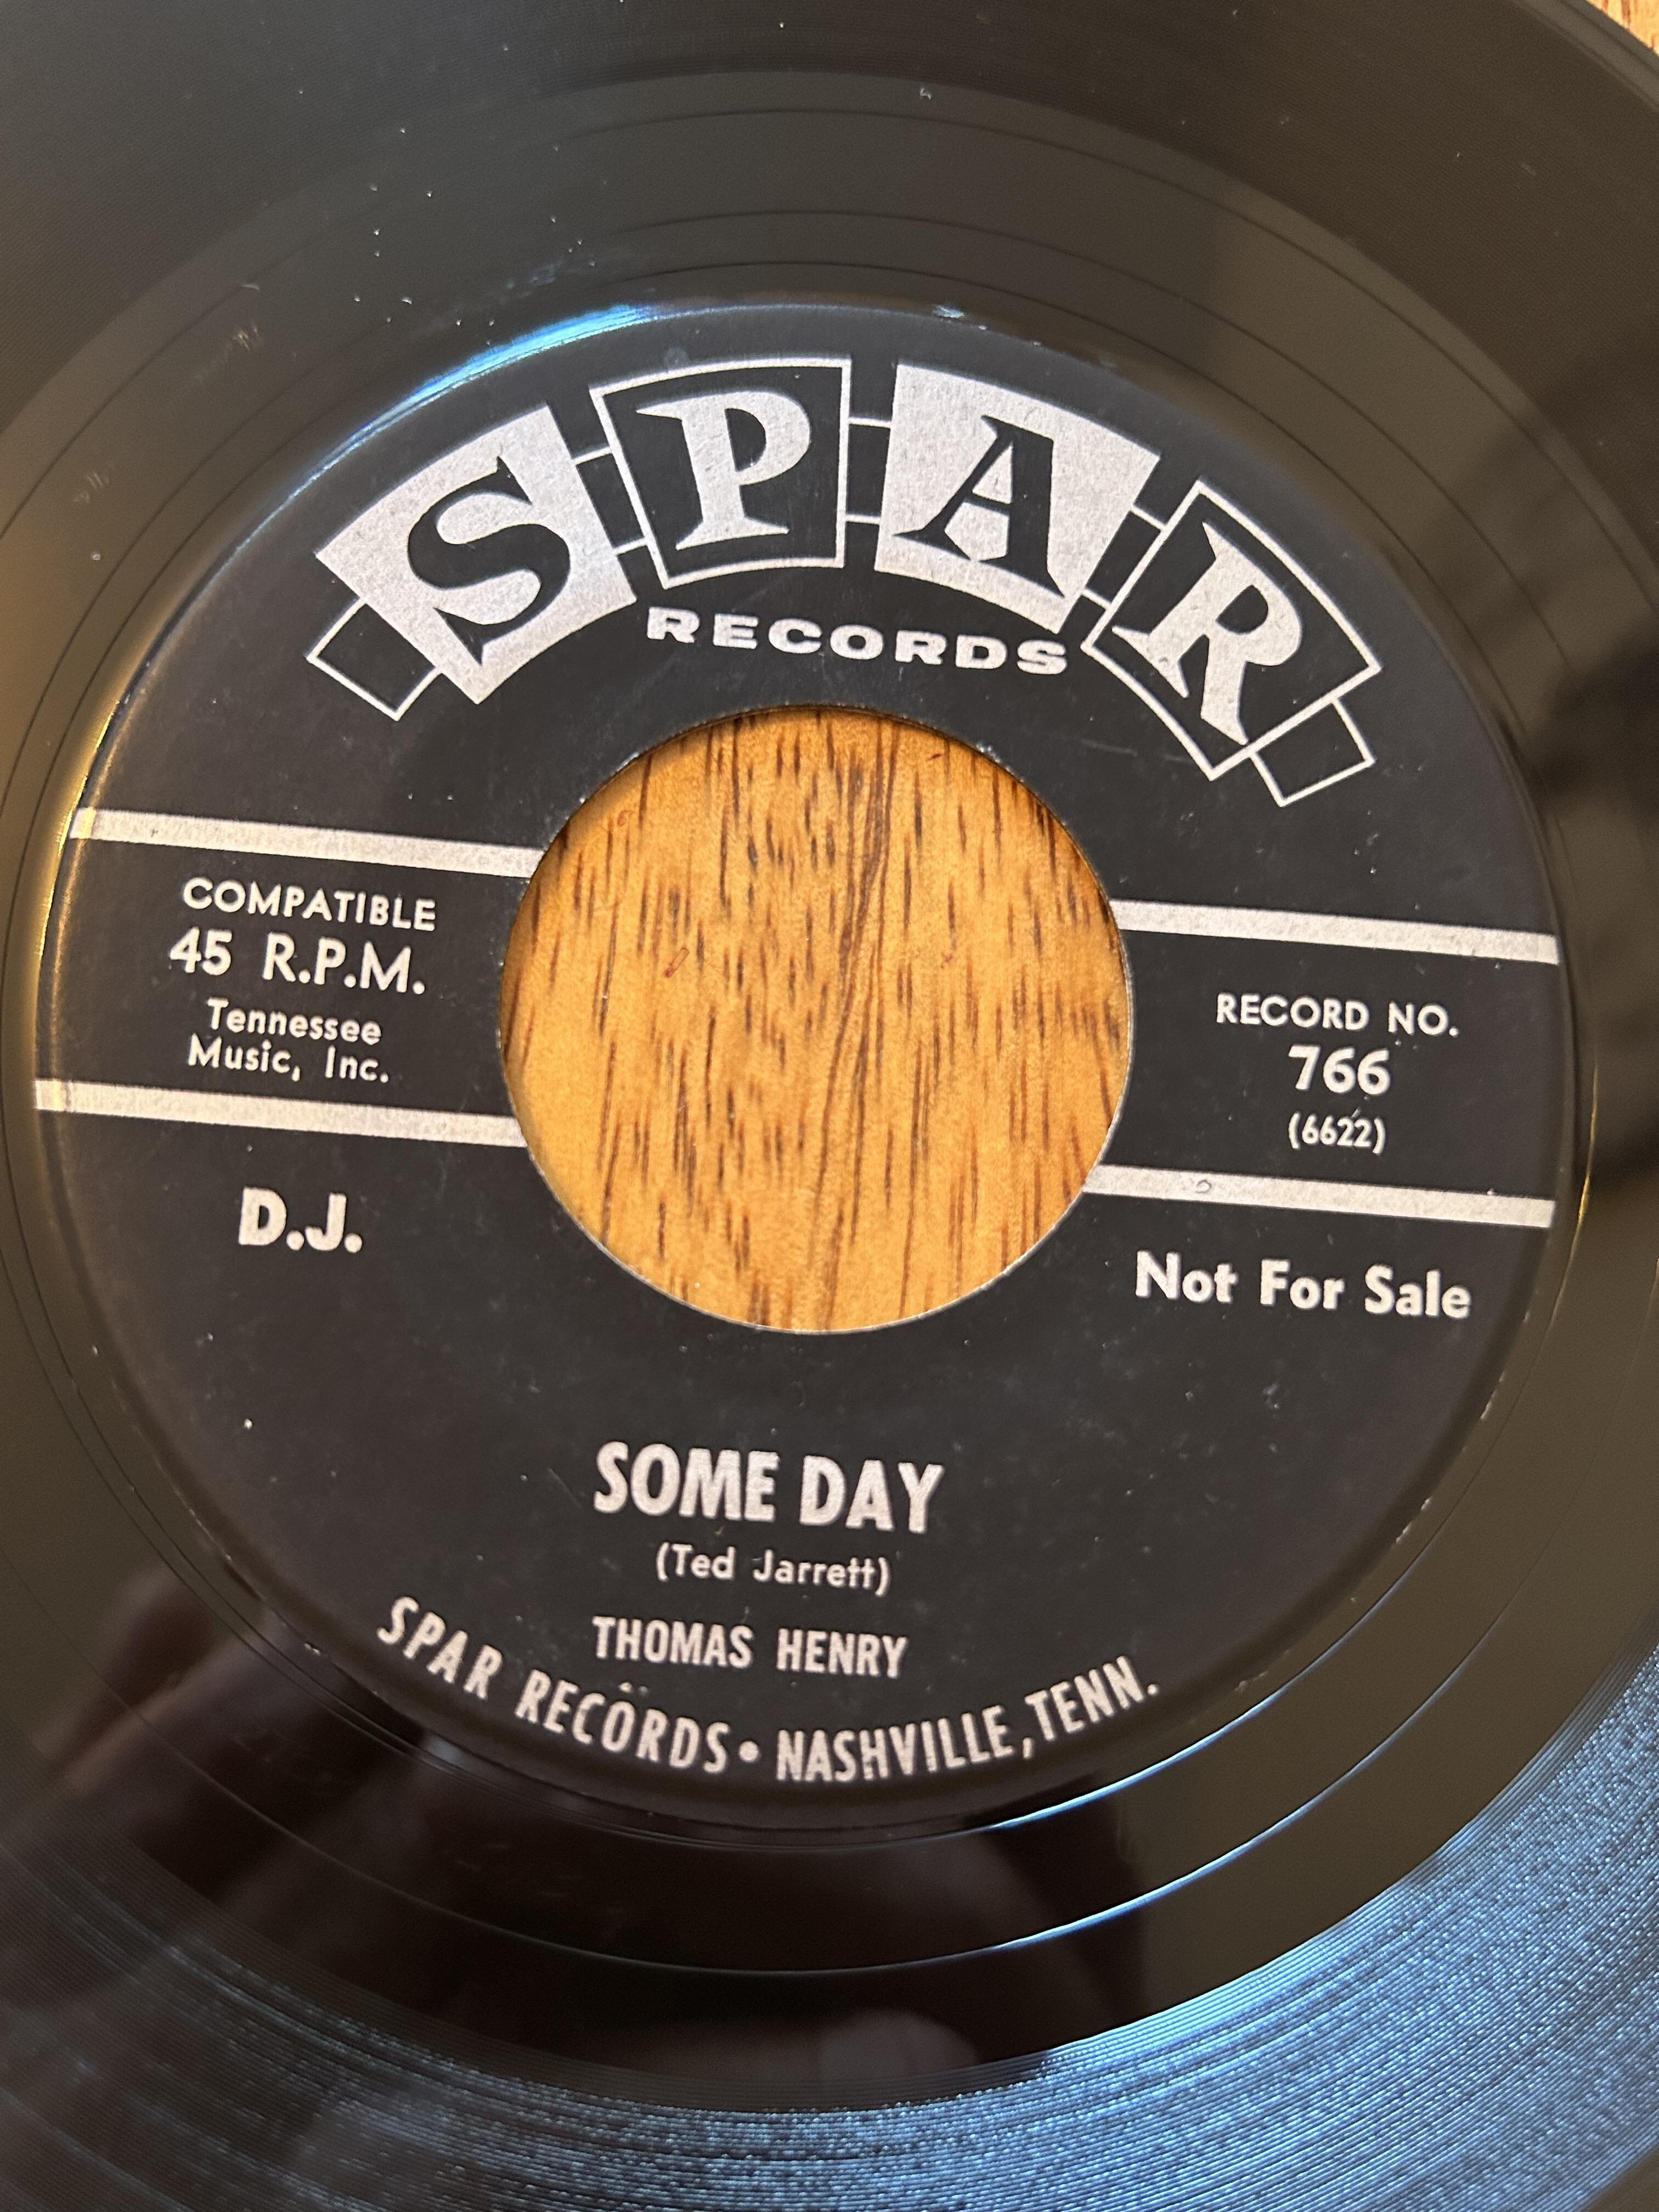 SPAR
RECORDS
COMPATIBLE
45 R.P.M.
Tennessee
Music, Inc.
RECORD NO.
766
(6622)
D.J.
Not For Sale
SOME DAY
(Ted Jarrett)
THOMAS HENRY
SPAR RECORDS • NASHVILLE, TENN.